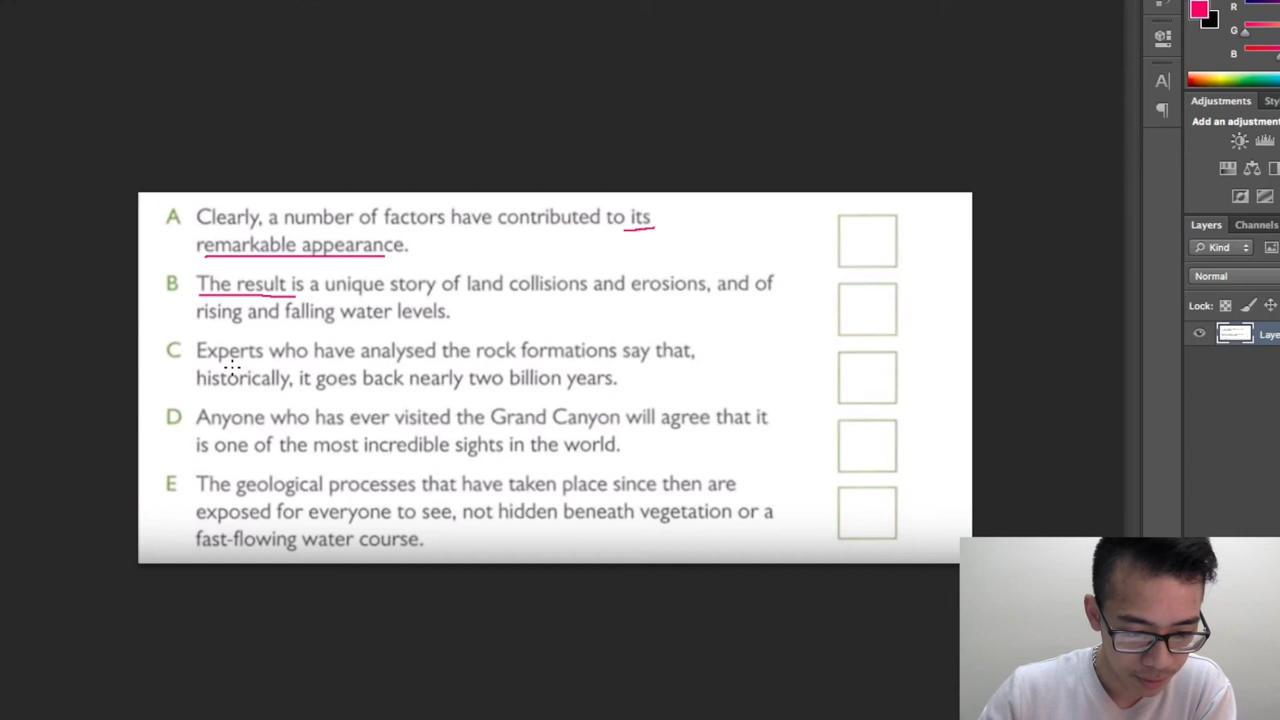 R
G
B
A
Adjustments Sty
Add an adjustment
Layers Channels
Kind
Normal
Lock:
Laye
A Clearly, a number of factors have contributed to its
remarkable appearance.
B The result is a unique story of land collisions and erosions, and of
rising and falling water levels.
C Experts who have analysed the rock formations say that,
historically, it goes back nearly two billion years.
D Anyone who has ever visited the Grand Canyon will agree that it
is one of the most incredible sights in the world.
E The geological processes that have taken place since then are
exposed for everyone to see, not hidden beneath vegetation or a
fast-flowing water course.